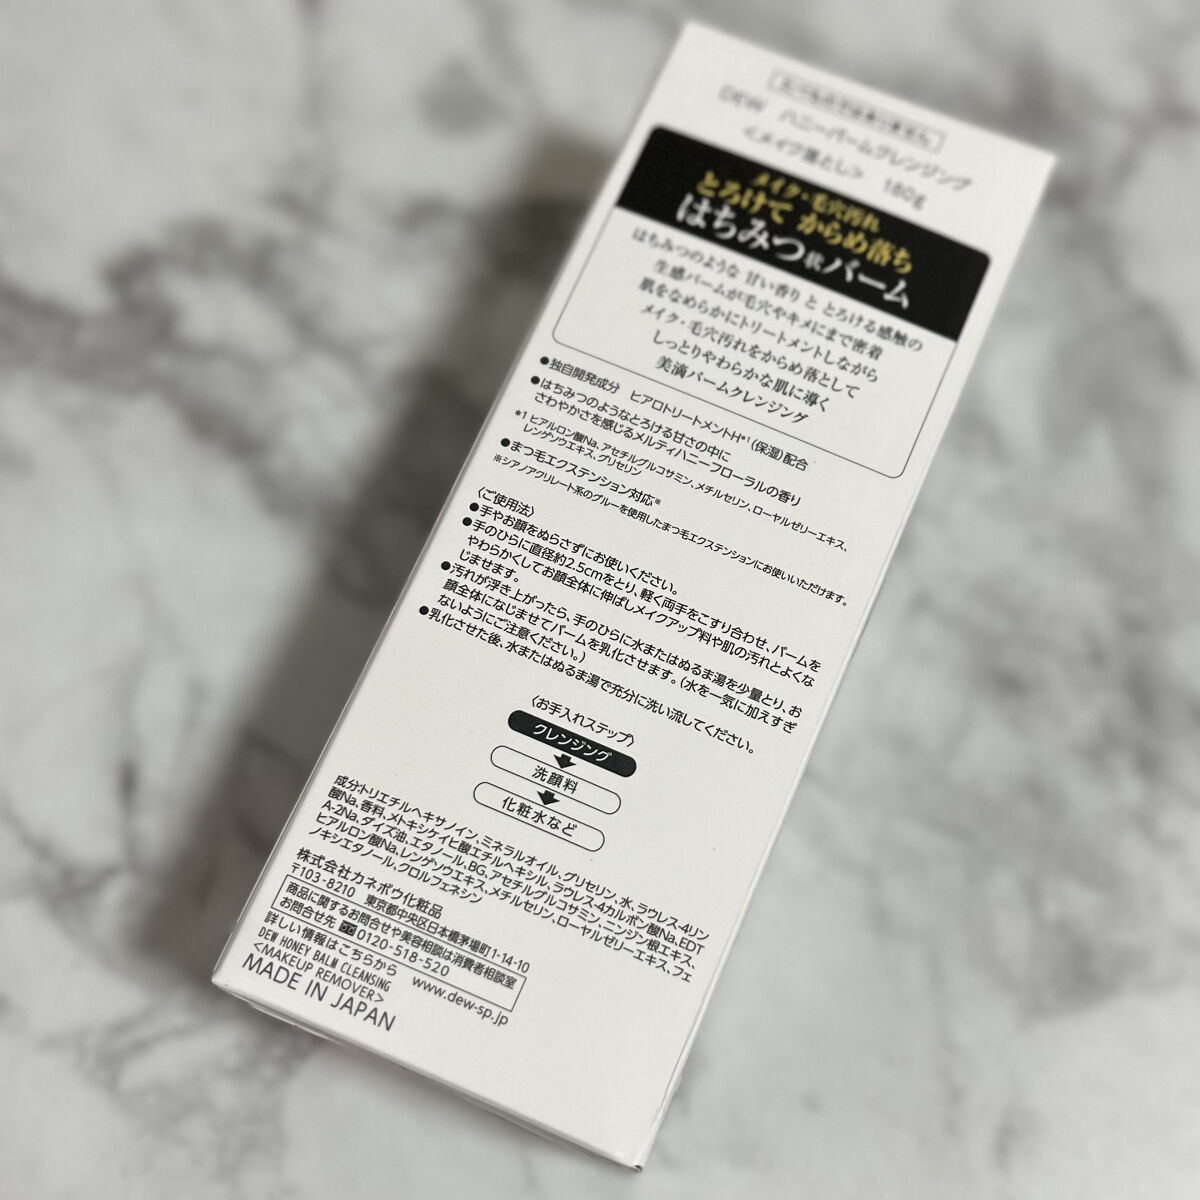 たべものではありません
DEW ハニーバームクレンジング
<メイク落とし> 180g
メイク・毛穴汚れ
とろけて からめ落ち
はちみつ状バーム
はちみつのような 甘い香り と とろける感触の
生感バームが毛穴やキメにまで密着
肌をなめらかにトリートメントしながら
メイク・毛穴汚れをからめ落として
しっとりやわらかな肌に導く
美滴バームクレンジング
●独自開発成分 ヒアロトリートメントH*1(保湿)配合
●はちみつのようなとろける甘さの中に
さわやかさを感じるメルティハニーフローラルの香り
*1 ヒアルロン酸Na、アセチルグルコサミン、メチルセリン、ローヤルゼリーエキス、
レンゲソウエキス、グリセリン
●まつ毛エクステンション対応※
※シアノアクリレート系のグルーを使用したまつ毛エクステンションにお使いいただけます。
〈ご使用法〉
●手やお顔をぬらさずにお使いください。
●手のひらに直径約2.5cmをとり、軽く両手をこすり合わせ、バームを
やわらかくしてお顔全体に伸ばしメイクアップ料や肌の汚れとよくな
じませます。
●汚れが浮き上がったら、手のひらに水またはぬるま湯を少量とり、お
顔全体になじませてバームを乳化させます。(水を一気に加えすぎ
ないようにご注意ください。)
●乳化させた後、水またはぬるま湯で充分に洗い流してください。
〈お手入れステップ〉
クレンジング
洗顔料
化粧水など
成分:トリエチルヘキサノイン、ミネラルオイル、グリセリン、水、ラウレス-4リン
酸Na、香料、メトキシケイヒ酸エチルヘキシル、ラウレス-4カルボン酸Na、EDT
A-2Na、ダイズ油、エタノール、BG、アセチルグルコサミン、ニンジン根エキス、
ヒアルロン酸Na、レンゲソウエキス、メチルセリン、ローヤルゼリーエキス、フェ
ノキシエタノール、クロルフェネシン
株式会社カネボウ化粧品
〒103-8210 東京都中央区日本橋茅場町1-14-10
商品に関するお問合せや美容相談は消費者相談室
お問合せ先 0120-518-520
詳しい情報はこちらから www.dew-sp.jp
DEW HONEY BALM CLEANSING
<MAKEUP REMOVER>
MADE IN JAPAN